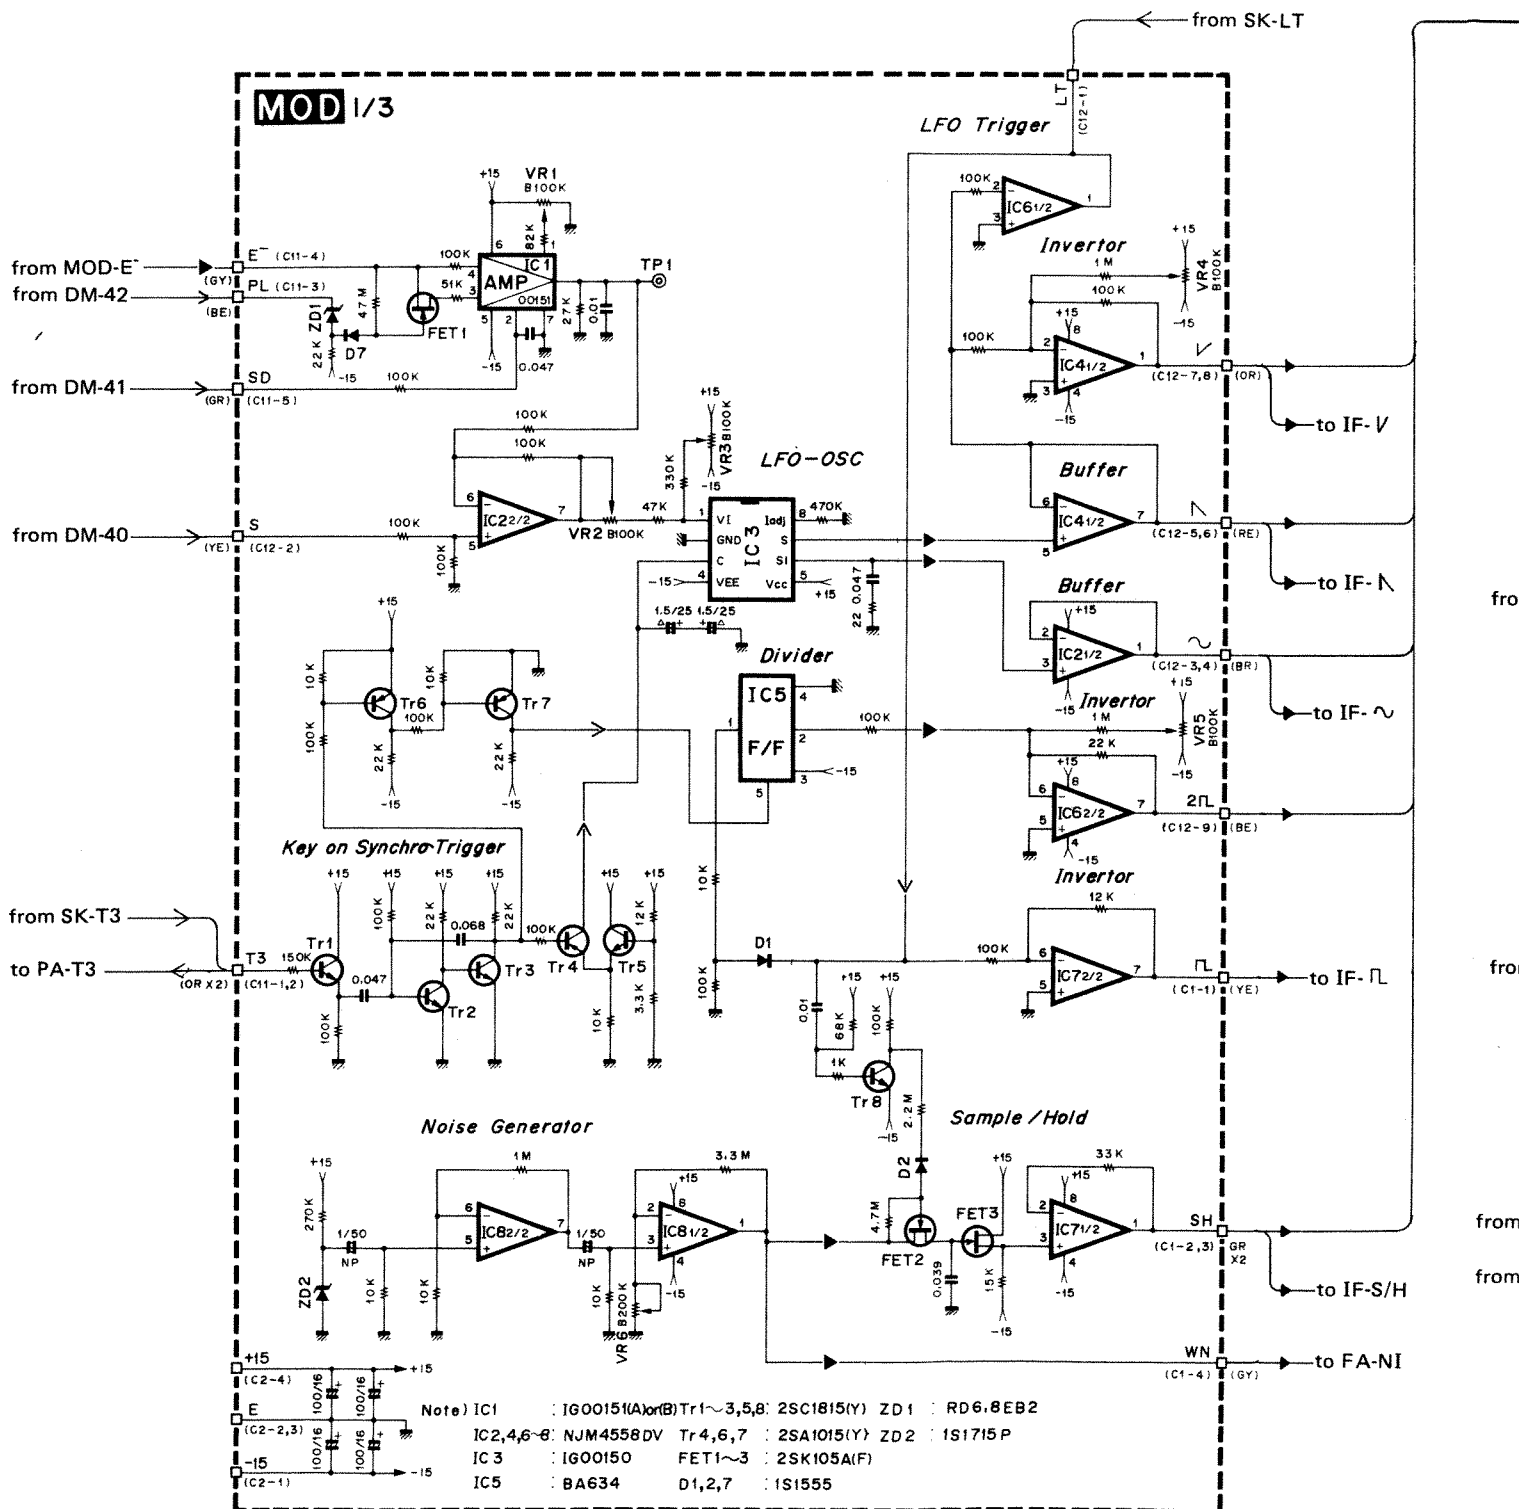 from SK-LT
MOD 1/3
LT
(C12-1)
LFO Trigger
+15
VR1
B100K
82K
100K
2
1
3
IC6 1/2
Invertor
+15
1M
VR4
B100K
100K
-15
from MOD-E⁻
E⁻ (C11-4)
(GY)
100K
6
1
4
IC1
AMP
00151
TP1
from DM-42
PL (C11-3)
(BE)
51K
3
5
2
7
ZD1
47M
D7
FET1
22K
-15
-15
0.047
27K
0.01
100K
+15
8
2
IC4 1/2
1
3
4
-15
(C12-7,8)
(OR)
from DM-41
SD
(GR)
(C11-5)
100K
to IF-V
100K
100K
+15
VR3 B100K
-15
330K
LFO-OSC
Buffer
6
IC4 1/2
7
5
(C12-5,6)
(RE)
to IF-
from DM-40
S
(YE)
(C12-2)
100K
100K
6
IC2 2/2
7
5
VR2 B100K
47K
1
VI
Iadj
8
470K
GND
S
IC 3
C
SI
4
VEE
Vcc
5
-15
+15
1.5/25
1.5/25
22
0.047
Buffer
+15
2
IC2 1/2
1
3
-15
(C12-3,4)
(BR)
to IF-∿
fro
+15
10K
Tr6
10K
Tr7
100K
100K
22K
22K
-15
-15
Divider
IC5
4
1
F/F
2
3
5
-15
100K
Invertor
+15
1M
VR5
B100K
22K
-15
+15
8
6
IC6 2/2
7
5
4
-15
2⊓
(C12-9)
(BE)
Key on Synchro-Trigger
+15
+15
+15
+15
+15
+15
100K
22K
22K
0.068
100K
12K
10K
from SK-T3
to PA-T3
T3
(OR X2)
(C11-1,2)
150K
Tr1
0.047
Tr2
Tr3
Tr4
Tr5
100K
10K
3.3K
100K
D1
Invertor
12K
100K
6
IC7 2/2
7
5
(C1-1)
(YE)
to IF-⊓
fror
0.01
68K
+15
+15
100K
1K
Tr8
-15
2.2M
D2
Noise Generator
Sample/Hold
+15
270K
ZD2
1/50
NP
10K
10K
1M
6
IC8 2/2
7
5
1/50
NP
10K
VR6 B200K
3.3M
+15
8
2
IC8 1/2
1
3
4
-15
4.7M
FET2
FET3
+15
0.039
15K
-15
33K
+15
2
8
IC7 1/2
1
3
4
-15
SH
(C1-2,3)
GR
X2
from
to IF-S/H
from
WN
(C1-4)
(GY)
to FA-NI
+15
(C2-4)
+15
100/16
100/16
E
(C2-2,3)
100/16
100/16
-15
(C2-1)
-15
Note) IC1 : IG00151(A)or(B) Tr1~3,5,8: 2SC1815(Y) ZD1 : RD6.8EB2
IC2,4,6~8: NJM4558DV Tr4,6,7 : 2SA1015(Y) ZD2 : 1S1715P
IC3 : IG00150 FET1~3 : 2SK105A(F)
IC5 : BA634 D1,2,7 : 1S1555